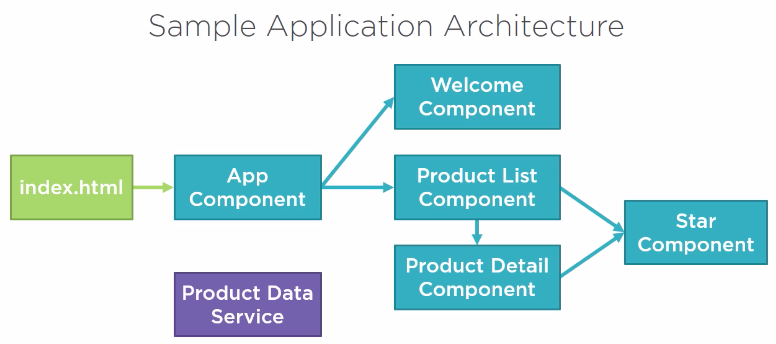 Sample Application Architecture
Welcome
Component
index.html
App
Component
Product List
Component
Star
Component
Product Detail
Component
Product Data
Service